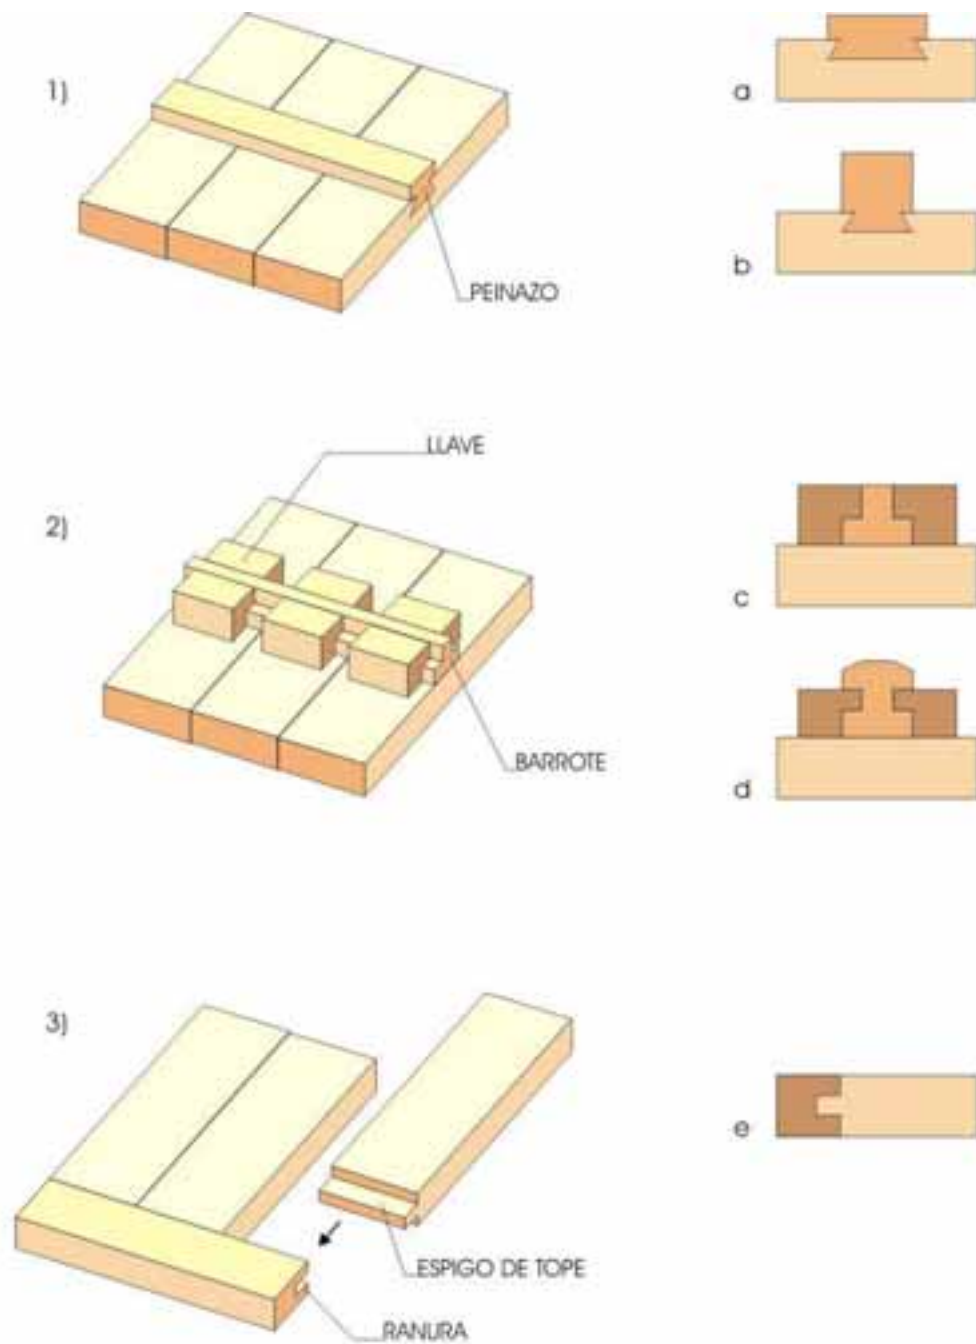 1)
a
b
PEINAZO
LLAVE
2)
c
BARROTE
d
3)
e
ESPIGO DE TOPE
RANURA